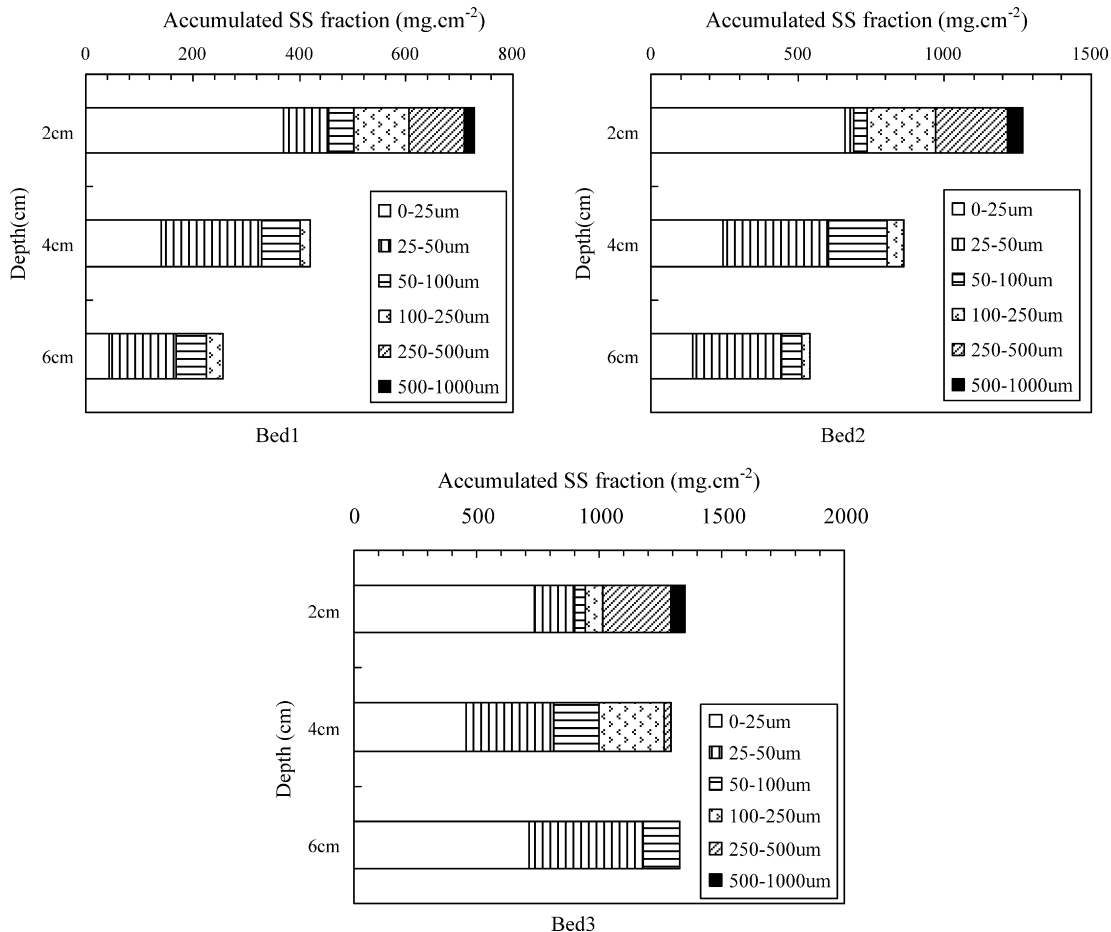 Accumulated SS fraction (mg.cm-2)
0 200 400 600 800
2cm
4cm
6cm
Depth(cm)
0-25um
25-50um
50-100um
100-250um
250-500um
500-1000um
Bed1
Accumulated SS fraction (mg.cm-2)
0 500 1000 1500
2cm
4cm
6cm
Depth(cm)
0-25um
25-50um
50-100um
100-250um
250-500um
500-1000um
Bed2
Accumulated SS fraction (mg.cm-2)
0 500 1000 1500 2000
2cm
4cm
6cm
Depth (cm)
0-25um
25-50um
50-100um
100-250um
250-500um
500-1000um
Bed3